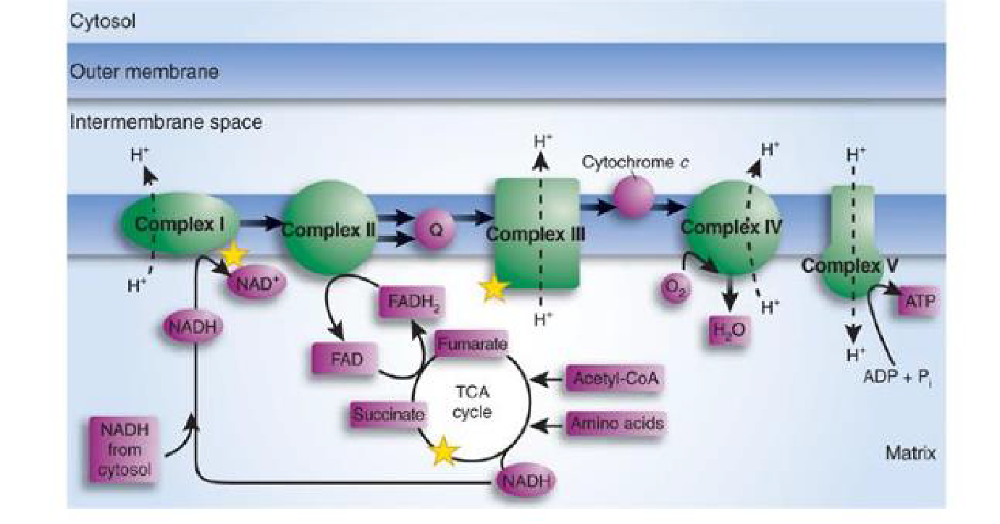 Cytosol
Outer membrane
Intermembrane space
H⁺
H⁺
Cytochrome c
H⁺
H⁺
Complex I
Complex II
Q
Complex III
Complex IV
Complex V
H⁺
NAD⁺
O₂
ATP
FADH₂
H⁺
H⁺
NADH
H₂O
Fumarate
FAD
H⁺
Acetyl-CoA
ADP + Pᵢ
TCA
cycle
Succinate
Amino acids
NADH
from
cytosol
Matrix
NADH